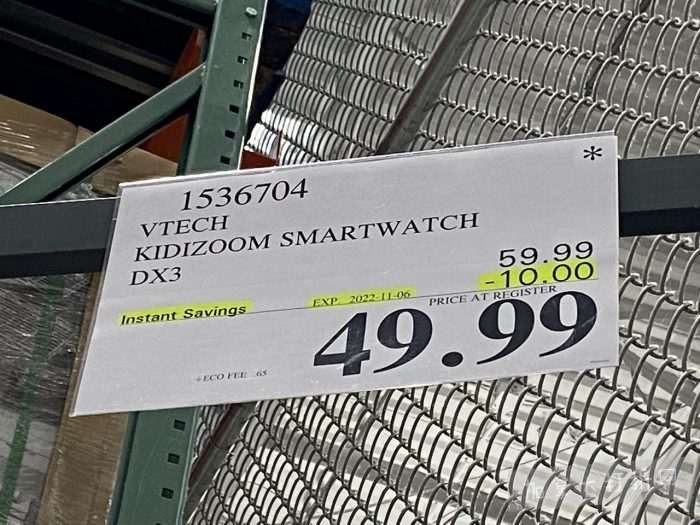 1536704 *
VTECH
KIDIZOOM SMARTWATCH
DX3
59.99
-10.00
Instant Savings EXP. 2022-11-06 PRICE AT REGISTER
49.99
+ECO FEE .65